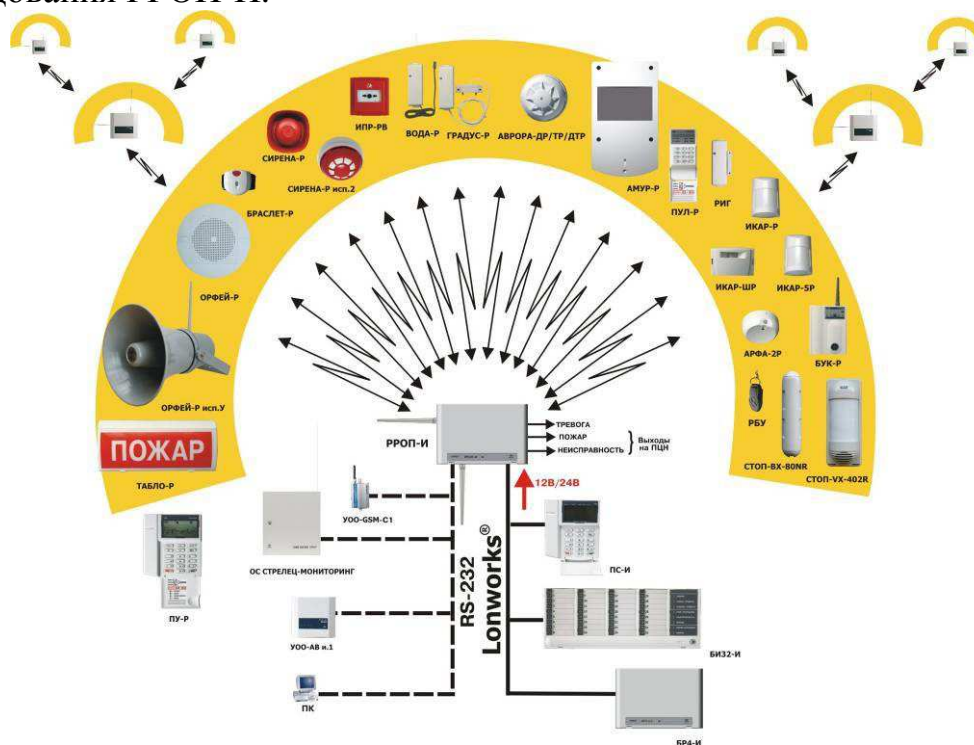 ИПР-РВ
ВОДА-Р
ГРАДУС-Р
АВРОРА-ДР/ТР/ДТР
СИРЕНА-Р
СИРЕНА-Р исп.2
АМУР-Р
ПУЛ-Р
РИГ
БРАСЛЕТ-Р
ИКАР-Р
ОРФЕЙ-Р
ИКАР-ШР
ИКАР-5Р
АРФА-2Р
БУК-Р
ОРФЕЙ-Р исп.У
РБУ
СТОП-BX-80NR
СТОП-VX-402R
ПОЖАР
ТАБЛО-Р
РРОП-И
ТРЕВОГА
ПОЖАР
НЕИСПРАВНОСТЬ
Выходы
на ПЦН
12В/24В
УОО-GSM-C1
ОС СТРЕЛЕЦ-МОНИТОРИНГ
ПС-И
RS-232
Lonworks®
ПУ-Р
УОО-АВ и.1
БИ32-И
ПК
БР4-И